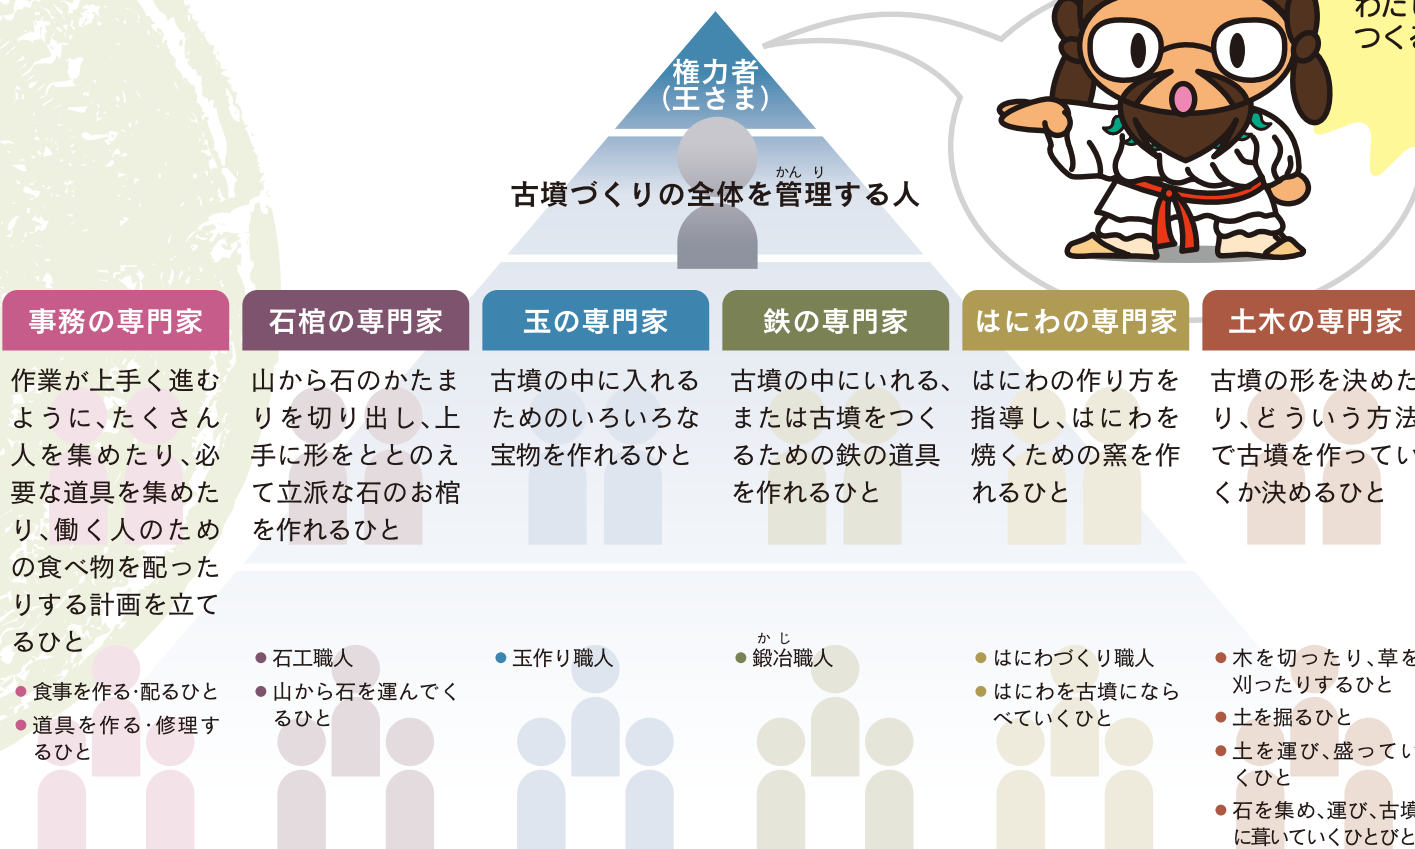 わたし
つくる
権力者
(王さま)
かんり
古墳づくりの全体を管理する人
事務の専門家
作業が上手く進む
ように、たくさん
人を集めたり、必
要な道具を集めた
り、働く人のため
の食べ物を配った
りする計画を立て
るひと
●食事を作る・配るひと
●道具を作る・修理す
るひと
石棺の専門家
山から石のかたま
りを切り出し、上
手に形をととのえ
て立派な石のお棺
を作れるひと
●石工職人
●山から石を運んでく
るひと
玉の専門家
古墳の中に入れる
ためのいろいろな
宝物を作れるひと
●玉作り職人
鉄の専門家
古墳の中にいれる、
または古墳をつく
るための鉄の道具
を作れるひと
かじ
●鍛冶職人
はにわの専門家
はにわの作り方を
指導し、はにわを
焼くための窯を作
れるひと
●はにわづくり職人
●はにわを古墳になら
べていくひと
土木の専門家
古墳の形を決めた
り、どういう方法
で古墳を作ってい
くか決めるひと
●木を切ったり、草を
刈ったりするひと
●土を掘るひと
●土を運び、盛ってい
くひと
●石を集め、運び、古墳
に葺いていくひとびと